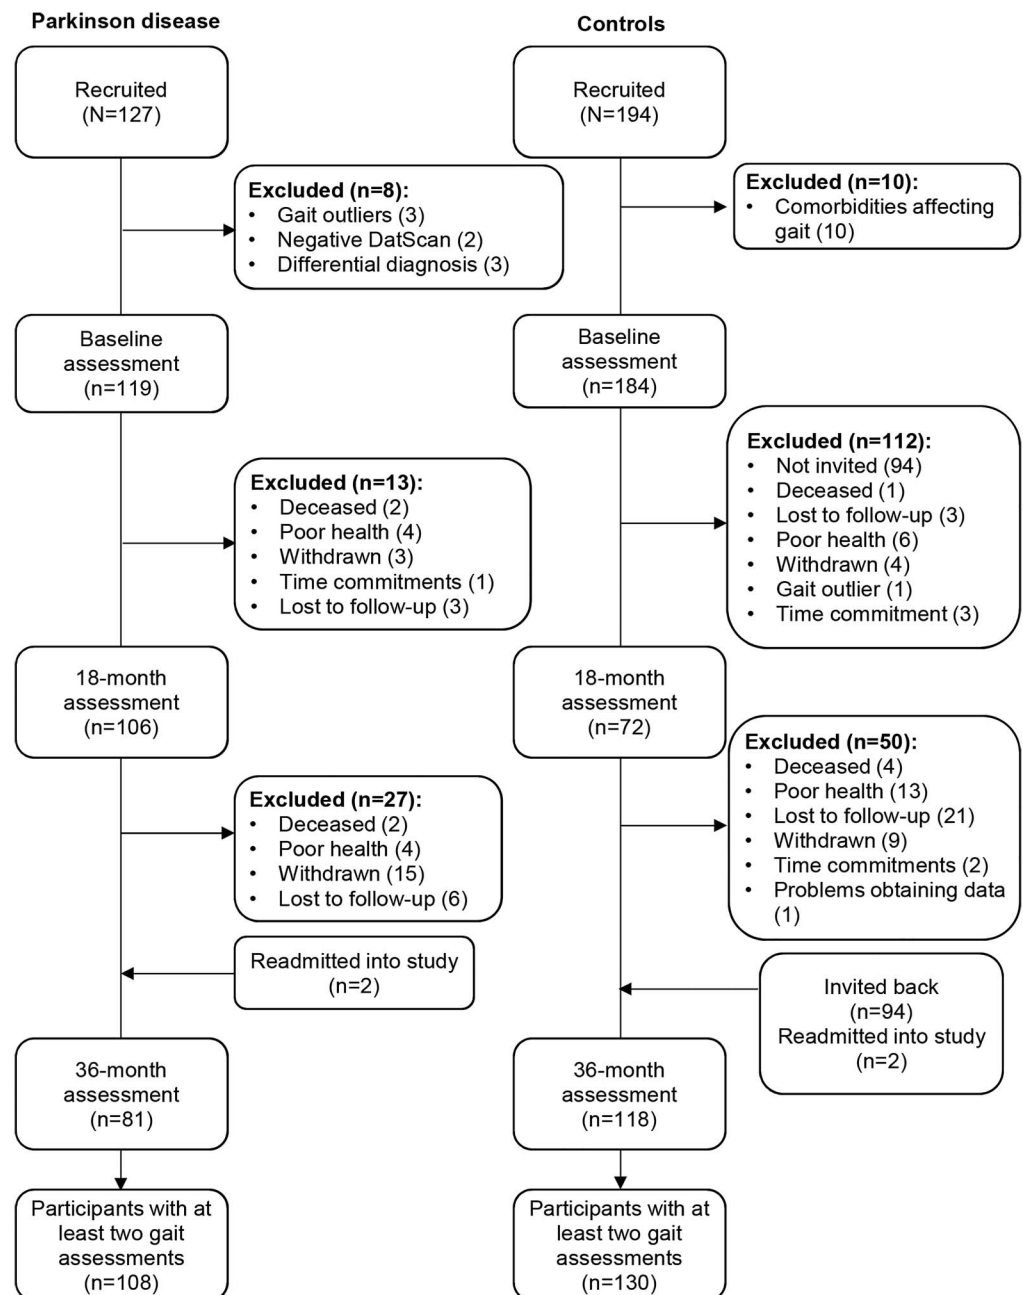 Parkinson disease
Controls
Recruited
(N=127)
Recruited
(N=194)
Excluded (n=8):
• Gait outliers (3)
• Negative DatScan (2)
• Differential diagnosis (3)
Excluded (n=10):
• Comorbidities affecting
gait (10)
Baseline
assessment
(n=119)
Baseline
assessment
(n=184)
Excluded (n=13):
• Deceased (2)
• Poor health (4)
• Withdrawn (3)
• Time commitments (1)
• Lost to follow-up (3)
Excluded (n=112):
• Not invited (94)
• Deceased (1)
• Lost to follow-up (3)
• Poor health (6)
• Withdrawn (4)
• Gait outlier (1)
• Time commitment (3)
18-month
assessment
(n=106)
18-month
assessment
(n=72)
Excluded (n=27):
• Deceased (2)
• Poor health (4)
• Withdrawn (15)
• Lost to follow-up (6)
Excluded (n=50):
• Deceased (4)
• Poor health (13)
• Lost to follow-up (21)
• Withdrawn (9)
• Time commitments (2)
• Problems obtaining data
(1)
Readmitted into study
(n=2)
Invited back
(n=94)
Readmitted into study
(n=2)
36-month
assessment
(n=81)
36-month
assessment
(n=118)
Participants with at
least two gait
assessments
(n=108)
Participants with at
least two gait
assessments
(n=130)